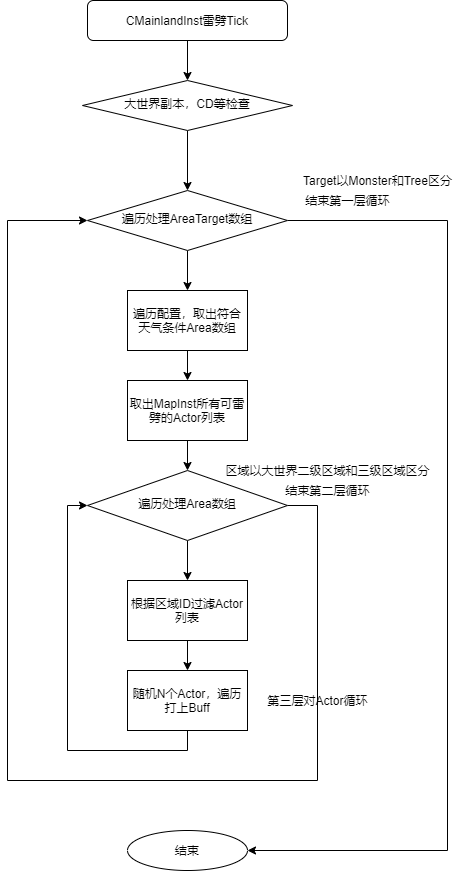 CMainlandInst雷劈Tick
大世界副本，CD等检查
Target以Monster和Tree区分
结束第一层循环
遍历处理AreaTarget数组
遍历配置，取出符合
天气条件Area数组
取出MapInst所有可雷
劈的Actor列表
区域以大世界二级区域和三级区域区分
结束第二层循环
遍历处理Area数组
根据区域ID过滤Actor
列表
随机N个Actor，遍历
打上Buff
第三层对Actor循环
结束